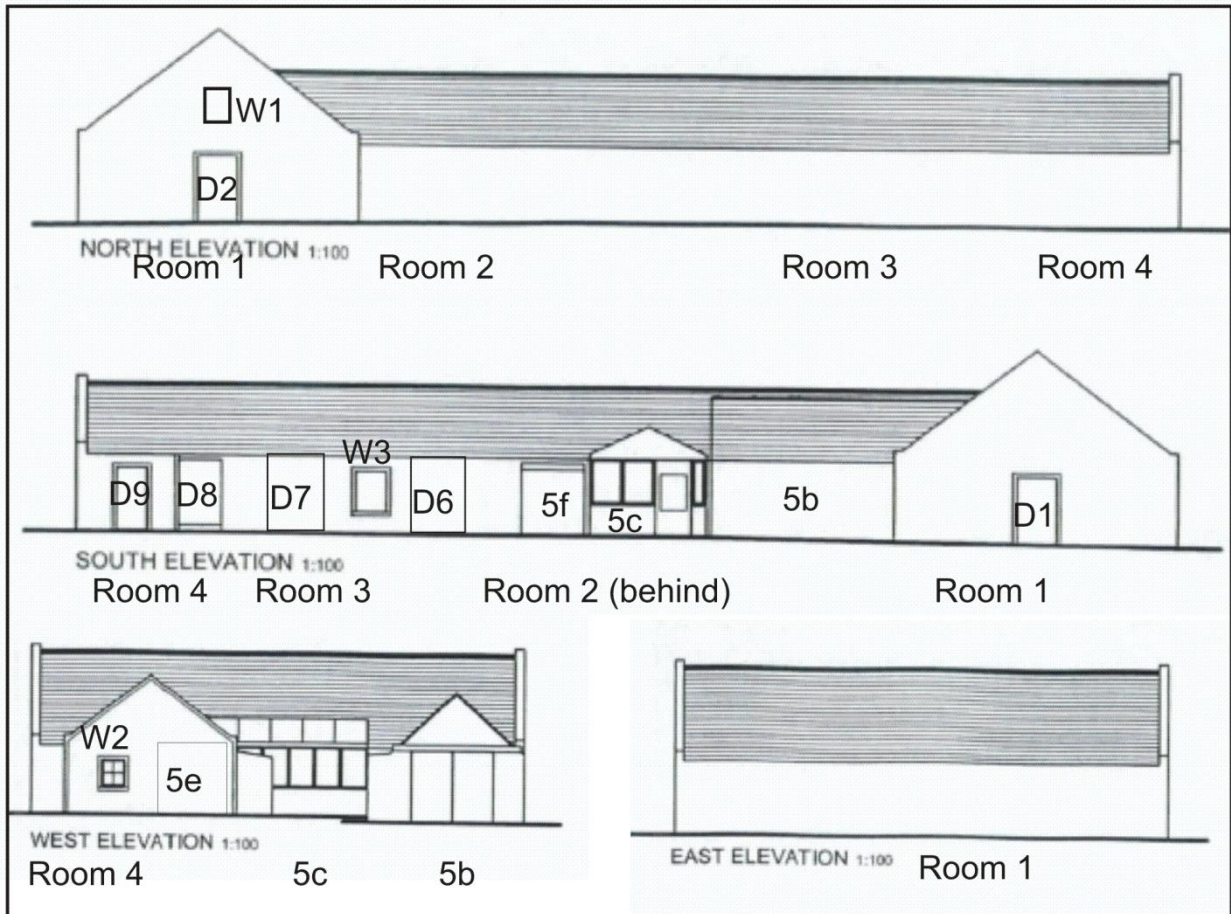 W1
D2
NORTH ELEVATION 1:100
Room 1 Room 2 Room 3 Room 4
W3
D9 D8 D7 D6 5f 5c 5b D1
SOUTH ELEVATION 1:100
Room 4 Room 3 Room 2 (behind) Room 1
W2
5e
WEST ELEVATION 1:100
Room 4 5c 5b
EAST ELEVATION 1:100
Room 1